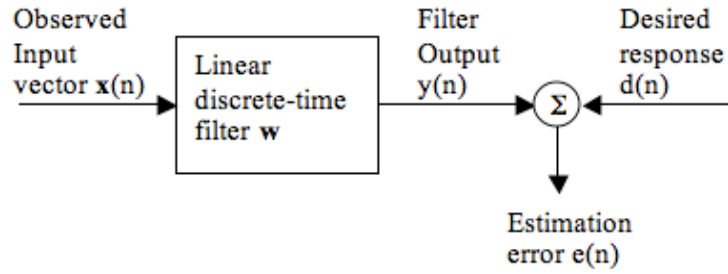 Observed
Input
vector x(n)
Linear
discrete-time
filter w
Filter
Output
y(n)
Σ
Desired
response
d(n)
Estimation
error e(n)